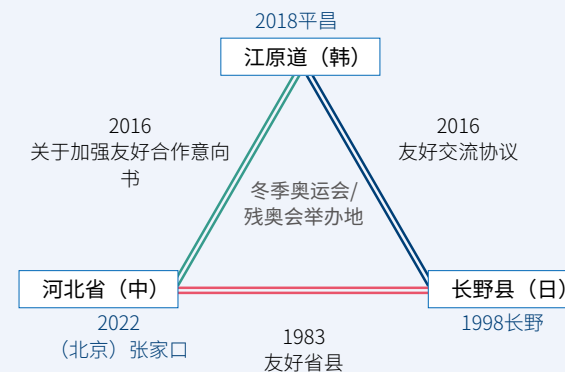 2018平昌
江原道（韩）
2016
关于加强友好合作意向
书
2016
友好交流协议
冬季奥运会/
残奥会举办地
河北省（中）
长野县（日）
2022
（北京）张家口
1998长野
1983
友好省县